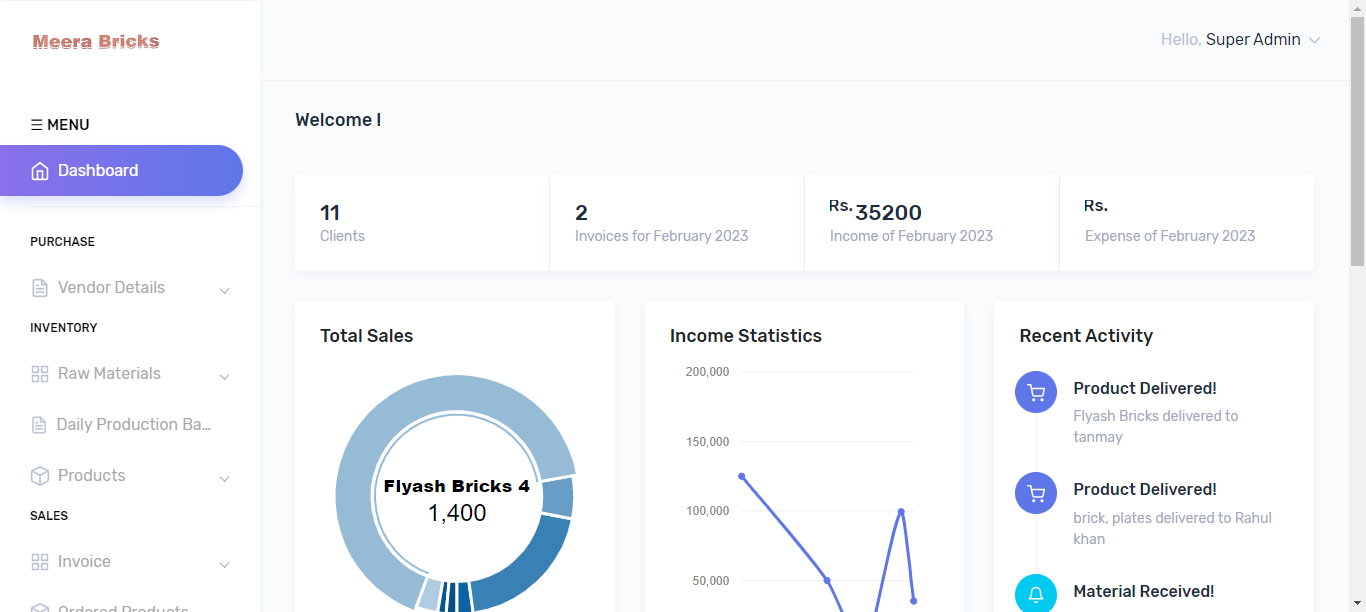 Meera Bricks
Hello, Super Admin
☰ MENU
Dashboard
PURCHASE
Vendor Details
INVENTORY
Raw Materials
Daily Production Ba...
Products
SALES
Invoice
Ordered Products
Welcome !
11
Clients
2
Invoices for February 2023
Rs. 35200
Income of February 2023
Rs.
Expense of February 2023
Total Sales
Flyash Bricks 4
1,400
Income Statistics
200,000
150,000
100,000
50,000
Recent Activity
Product Delivered!
Flyash Bricks delivered to
tanmay
Product Delivered!
brick, plates delivered to Rahul
khan
Material Received!